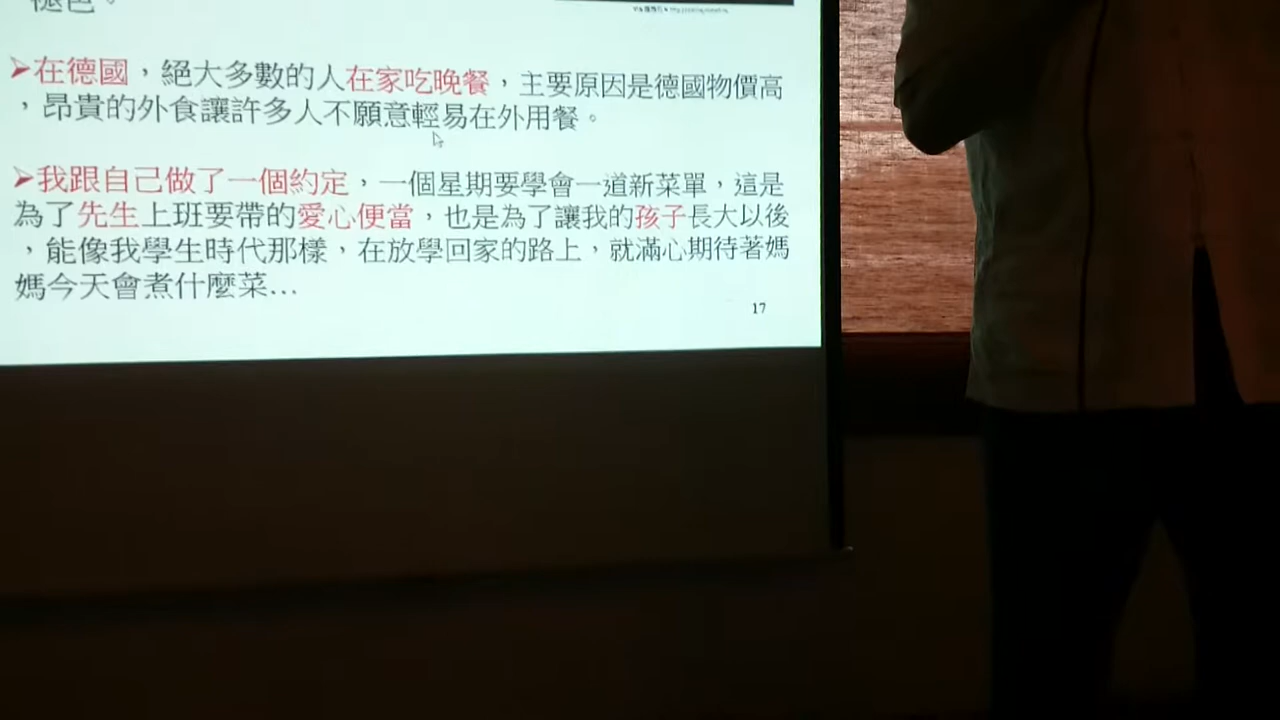 ➢在德國，絕大多數的人在家吃晚餐，主要原因是德國物價高
，昂貴的外食讓許多人不願意輕易在外用餐。
➢我跟自己做了一個約定，一個星期要學會一道新菜單，這是
為了先生上班要帶的愛心便當，也是為了讓我的孩子長大以後
，能像我學生時代那樣，在放學回家的路上，就滿心期待著媽
媽今天會煮什麼菜…
17